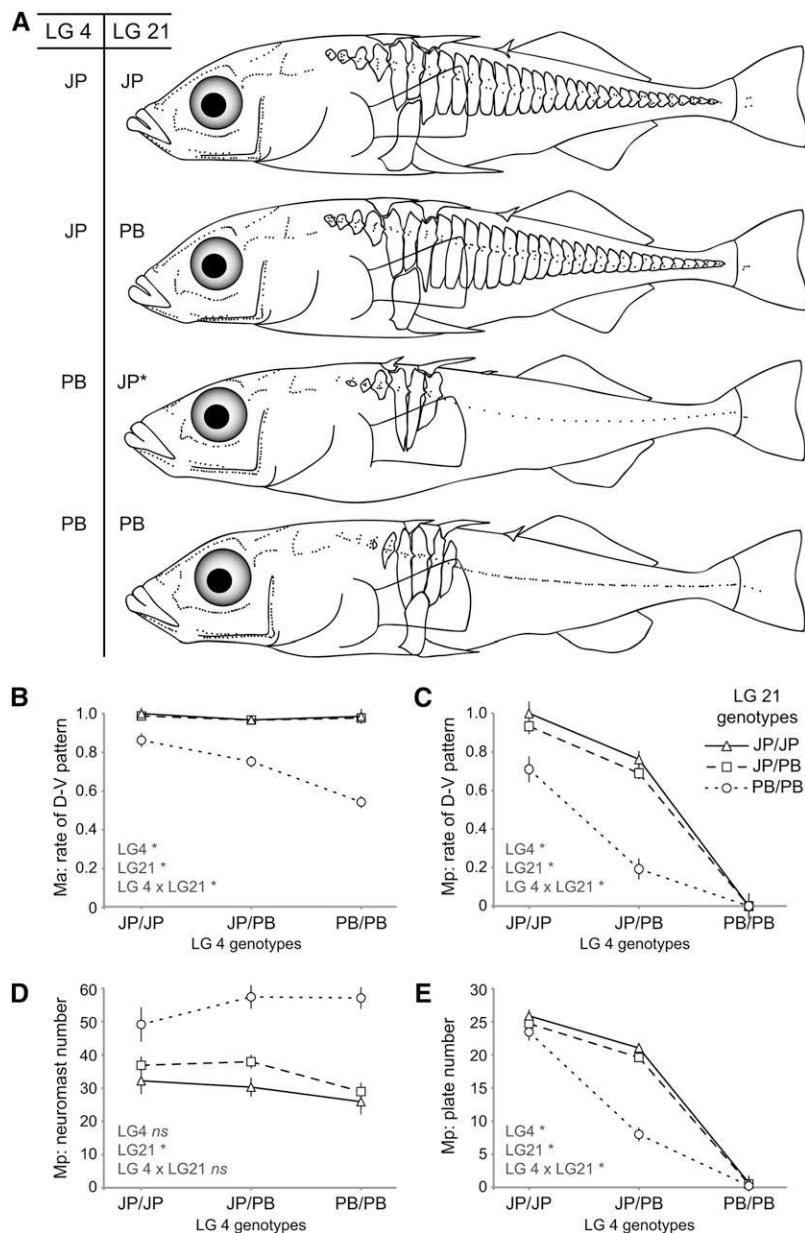 A
LG 4 LG 21
JP JP
JP PB
PB JP*
PB PB
B
Ma: rate of D-V pattern
1.0
0.8
0.6
0.4
0.2
0
LG4 *
LG21 *
LG 4 x LG21 *
JP/JP JP/PB PB/PB
LG 4 genotypes
C
Mp: rate of D-V pattern
1.0
0.8
0.6
0.4
0.2
0
LG4 *
LG21 *
LG 4 x LG21 *
JP/JP JP/PB PB/PB
LG 4 genotypes
LG 21
genotypes
JP/JP
JP/PB
PB/PB
D
Mp: neuromast number
60
50
40
30
20
10
0
LG4 ns
LG21 *
LG 4 x LG21 ns
JP/JP JP/PB PB/PB
LG 4 genotypes
E
Mp: plate number
30
25
20
15
10
5
0
LG4 *
LG21 *
LG 4 x LG21 *
JP/JP JP/PB PB/PB
LG 4 genotypes